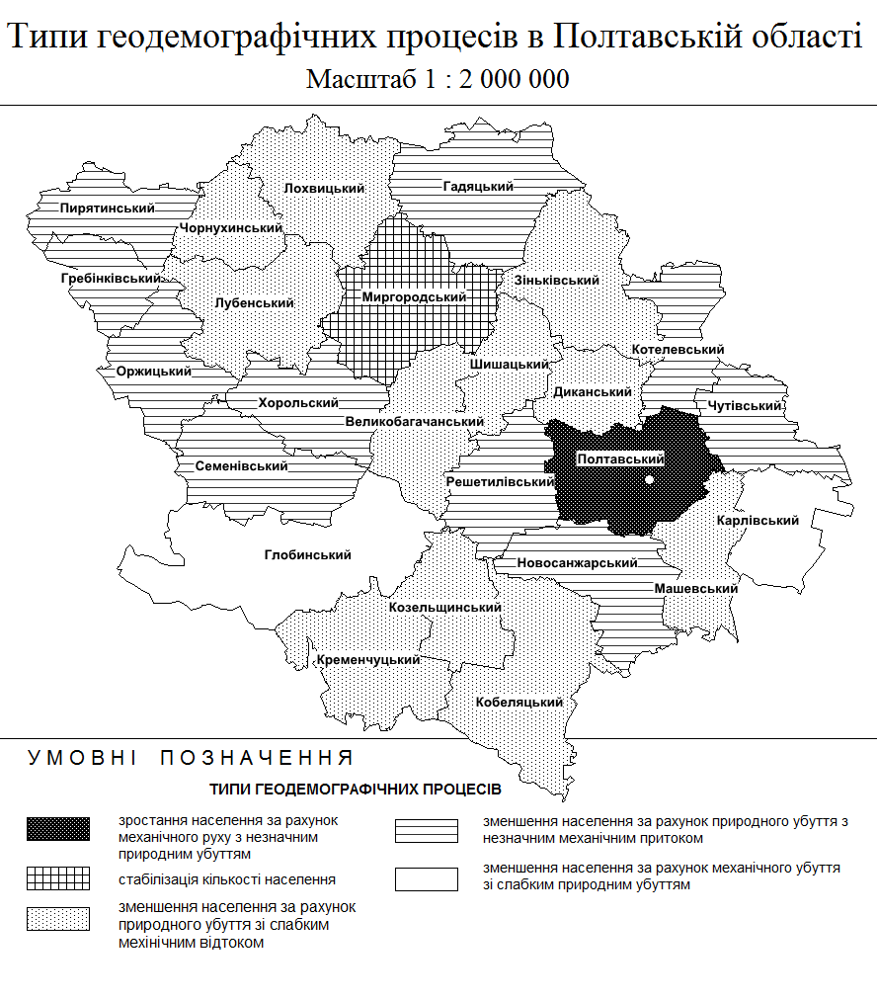 Типи геодемографічних процесів в Полтавській області
Масштаб 1 : 2 000 000
Лохвицький
Гадяцький
Пирятинський
Чорнухинський
Гребінківський
Зіньківський
Миргородський
Лубенський
Котелевський
Шишацький
Оржицький
Диканський
Хорольский
Чутівський
Великобагачанський
Полтавський
Семенівський
Решетилівський
Карлівський
Глобинський
Новосанжарський
Машевський
Козельщинський
Кременчуцький
Кобеляцький
УМОВНІ ПОЗНАЧЕННЯ
ТИПИ ГЕОДЕМОГРАФІЧНИХ ПРОЦЕСІВ
зростання населення за рахунок
механічного руху з незначним
природним убуттям
стабілізація кількості населення
зменшення населення за рахунок
природного убуття зі слабким
мехінічним відтоком
зменшення населення за рахунок природного убуття з
незначним механічним притоком
зменшення населення за рахунок механічного убуття
зі слабким природним убуттям